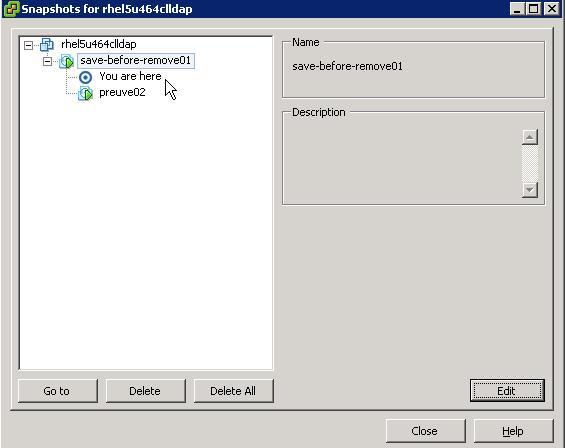 Snapshots for rhel5u464clldap
rhel5u464clldap
save-before-remove01
You are here
preuve02
Name
save-before-remove01
Description
Go to
Delete
Delete All
Edit
Close
Help